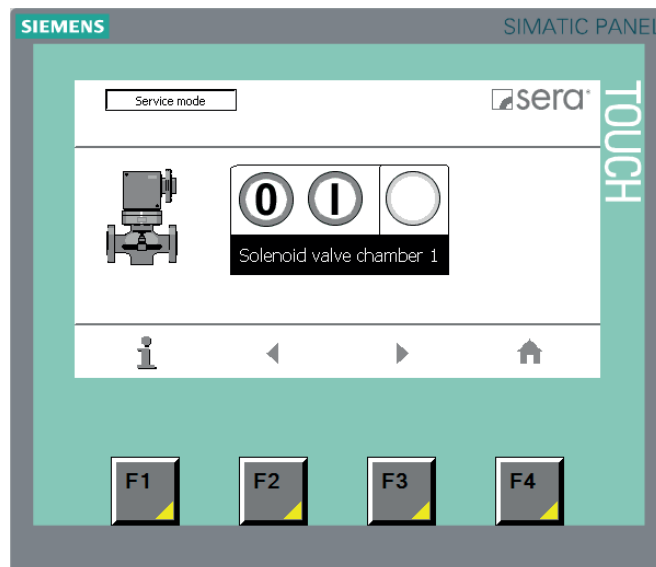 SIEMENS
SIMATIC PANEL
TOUCH
Service mode
sera
0 I
Solenoid valve chamber 1
F1 F2 F3 F4